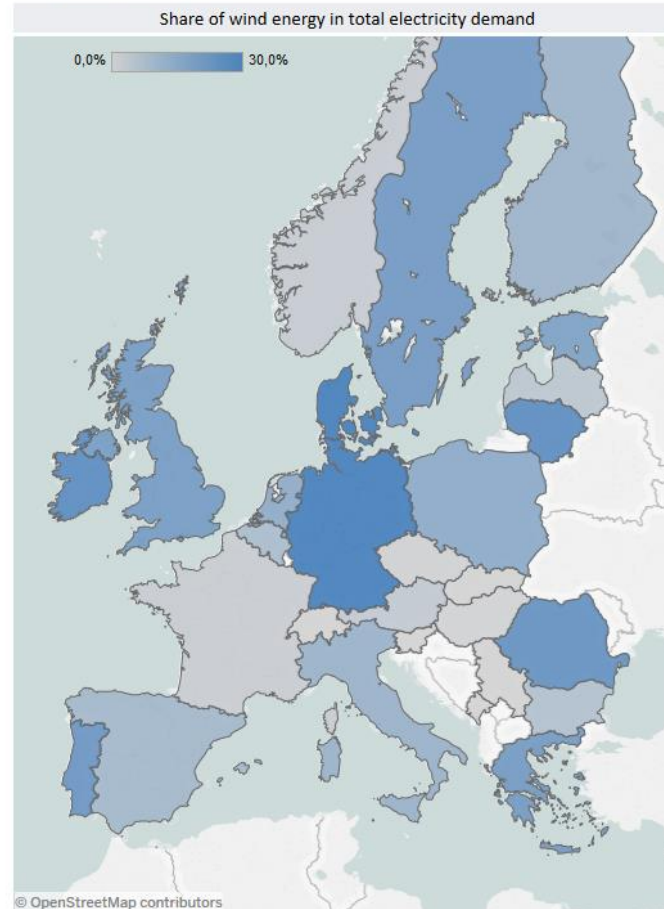 Share of wind energy in total electricity demand
0,0%
30,0%
© OpenStreetMap contributors